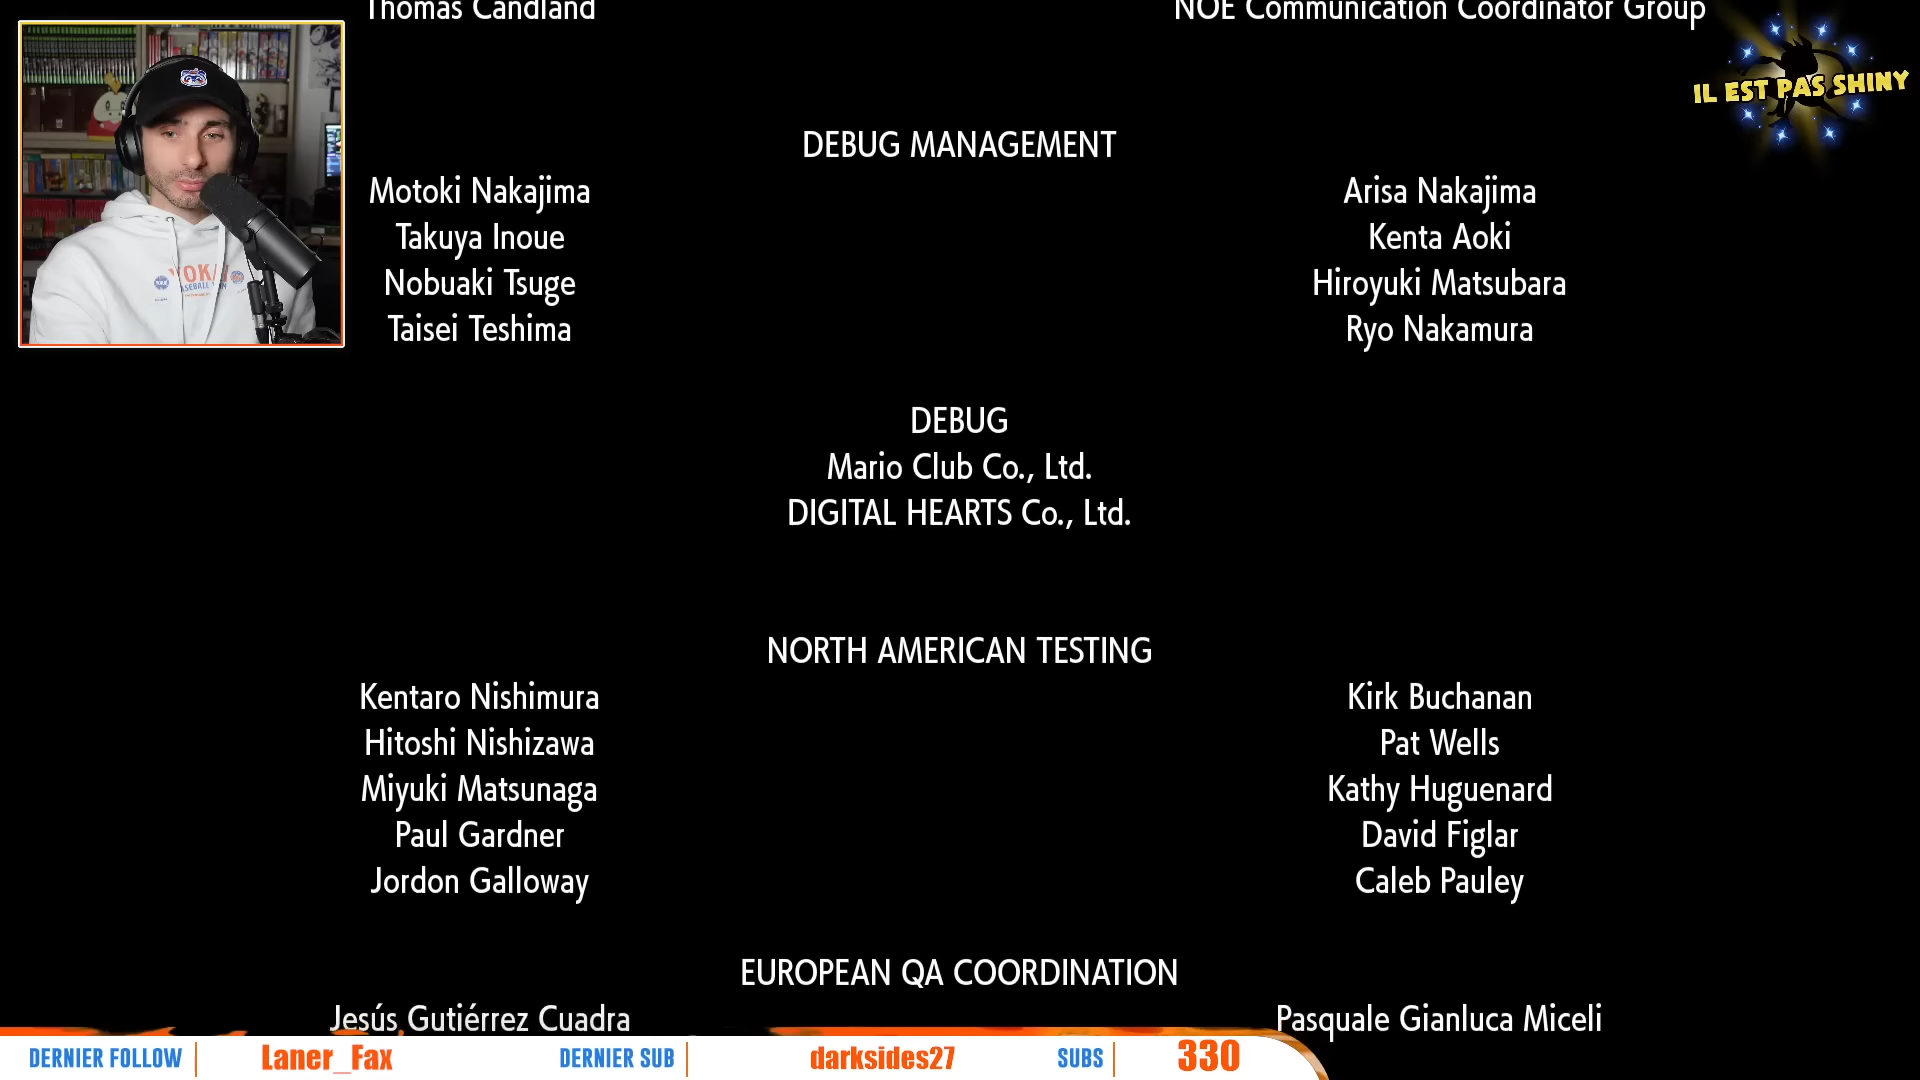 Thomas Candland
NOE Communication Coordinator Group
IL EST PAS SHINY
DEBUG MANAGEMENT
Motoki Nakajima
Arisa Nakajima
Takuya Inoue
Kenta Aoki
Nobuaki Tsuge
Hiroyuki Matsubara
Taisei Teshima
Ryo Nakamura
DEBUG
Mario Club Co., Ltd.
DIGITAL HEARTS Co., Ltd.
NORTH AMERICAN TESTING
Kentaro Nishimura
Kirk Buchanan
Hitoshi Nishizawa
Pat Wells
Miyuki Matsunaga
Kathy Huguenard
Paul Gardner
David Figlar
Jordon Galloway
Caleb Pauley
EUROPEAN QA COORDINATION
Jesús Gutiérrez Cuadra
Pasquale Gianluca Miceli
DERNIER FOLLOW
Laner_Fax
DERNIER SUB
darksides27
SUBS
330